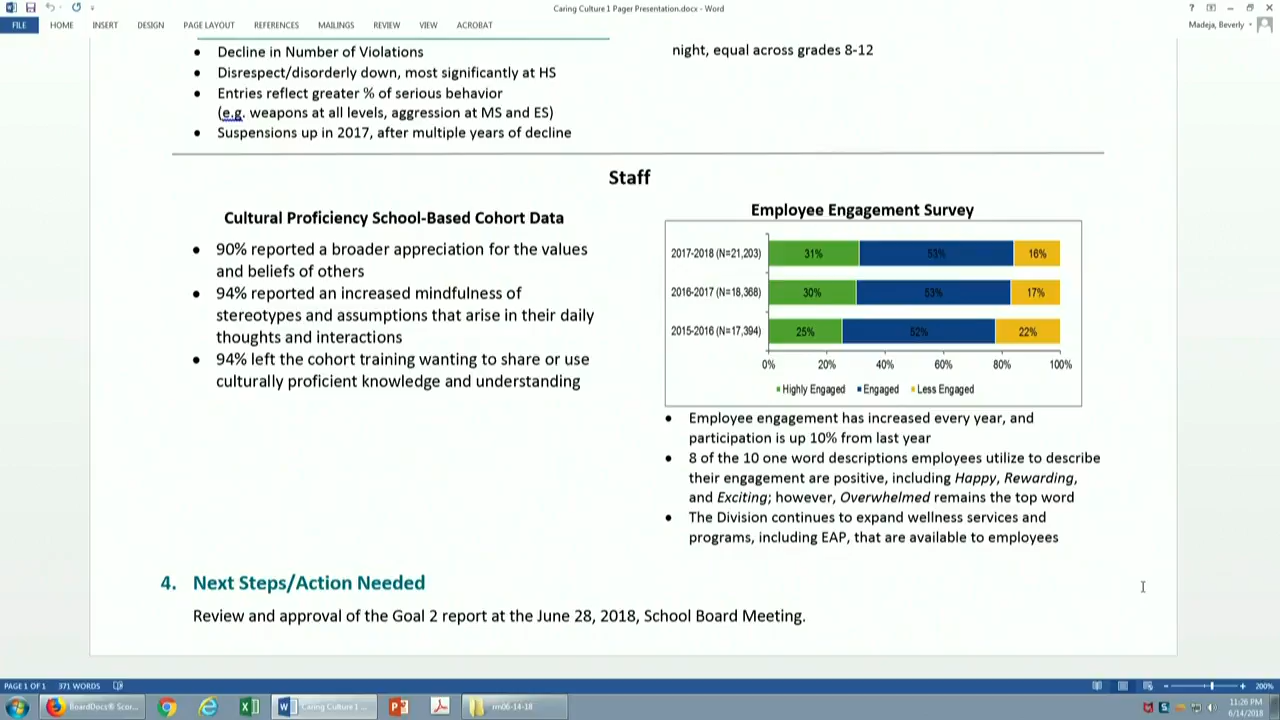 Caring Culture 1 Pager Presentation.docx - Word
FILE HOME INSERT DESIGN PAGE LAYOUT REFERENCES MAILINGS REVIEW VIEW ACROBAT
Madeja, Beverly
• Decline in Number of Violations
• Disrespect/disorderly down, most significantly at HS
• Entries reflect greater % of serious behavior
(e.g. weapons at all levels, aggression at MS and ES)
• Suspensions up in 2017, after multiple years of decline
night, equal across grades 8-12
Staff
Cultural Proficiency School-Based Cohort Data
• 90% reported a broader appreciation for the values
and beliefs of others
• 94% reported an increased mindfulness of
stereotypes and assumptions that arise in their daily
thoughts and interactions
• 94% left the cohort training wanting to share or use
culturally proficient knowledge and understanding
Employee Engagement Survey
2017-2018 (N=21,203) 31% 53% 16%
2016-2017 (N=18,368) 30% 53% 17%
2015-2016 (N=17,394) 25% 52% 22%
0% 20% 40% 60% 80% 100%
Highly Engaged Engaged Less Engaged
• Employee engagement has increased every year, and
participation is up 10% from last year
• 8 of the 10 one word descriptions employees utilize to describe
their engagement are positive, including Happy, Rewarding,
and Exciting; however, Overwhelmed remains the top word
• The Division continues to expand wellness services and
programs, including EAP, that are available to employees
4. Next Steps/Action Needed
Review and approval of the Goal 2 report at the June 28, 2018, School Board Meeting.
PAGE 1 OF 1 371 WORDS
200%
BoardDocs® Scor...
Caring Culture 1 ...
rm06-14-18
11:26 PM
6/14/2018